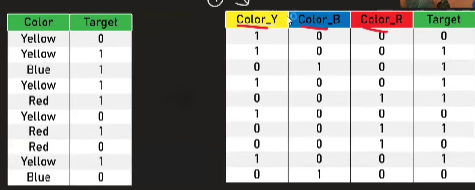 Color Target
Yellow 0
Yellow 1
Blue 1
Yellow 1
Red 1
Yellow 0
Red 1
Red 0
Yellow 1
Blue 0
Color_Y Color_B Color_R Target
1 0 0 0
1 0 0 1
0 1 0 1
1 0 0 1
0 0 1 1
1 0 0 0
0 0 1 1
0 0 1 0
1 0 0 1
0 1 0 0